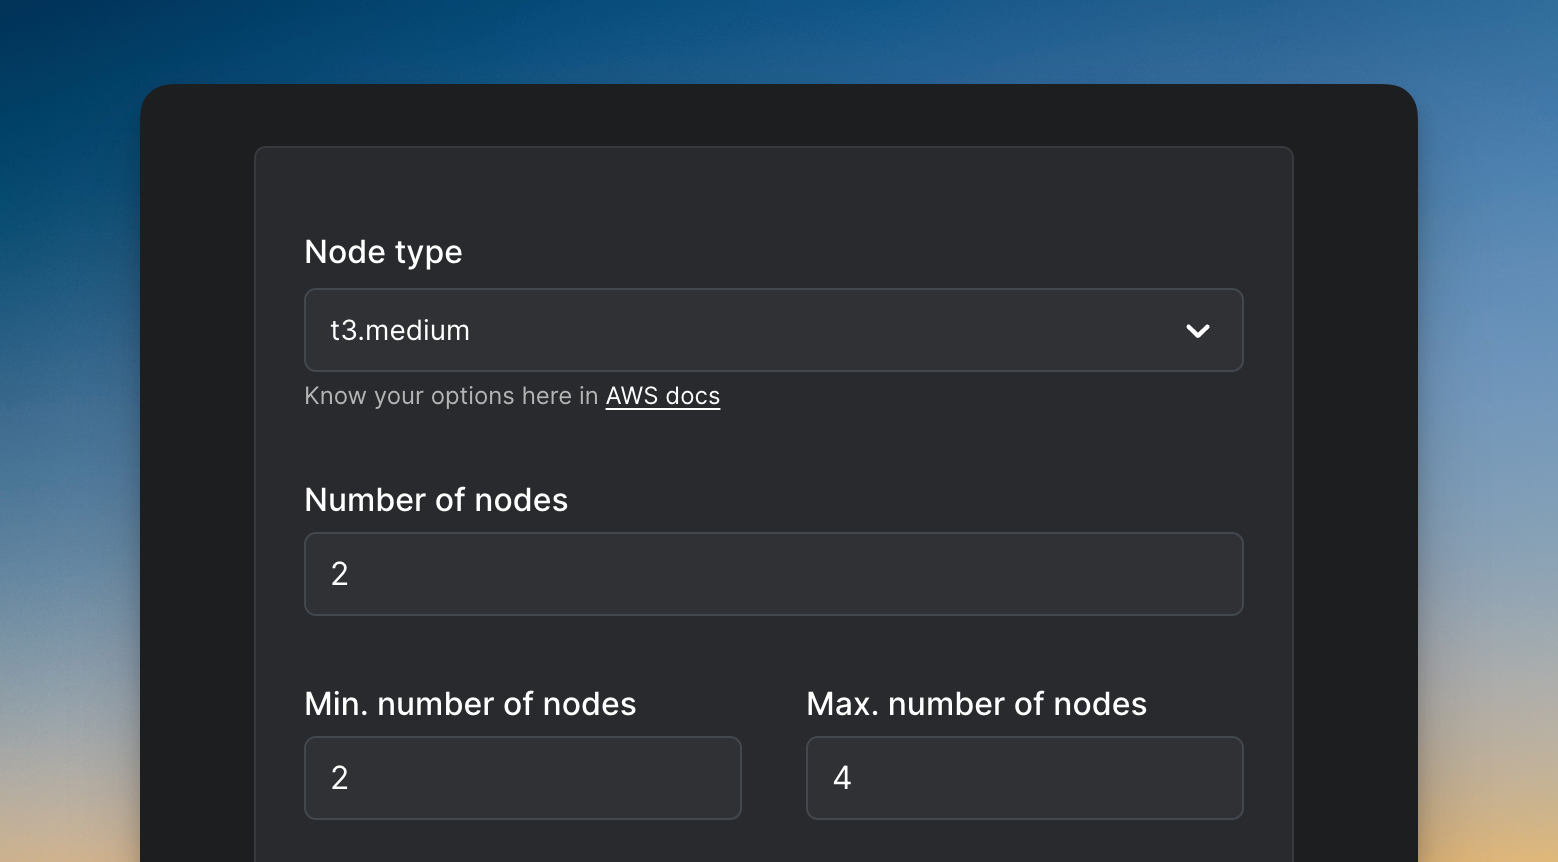 Node type
t3.medium
Know your options here in AWS docs
Number of nodes
2
Min. number of nodes
Max. number of nodes
2
4